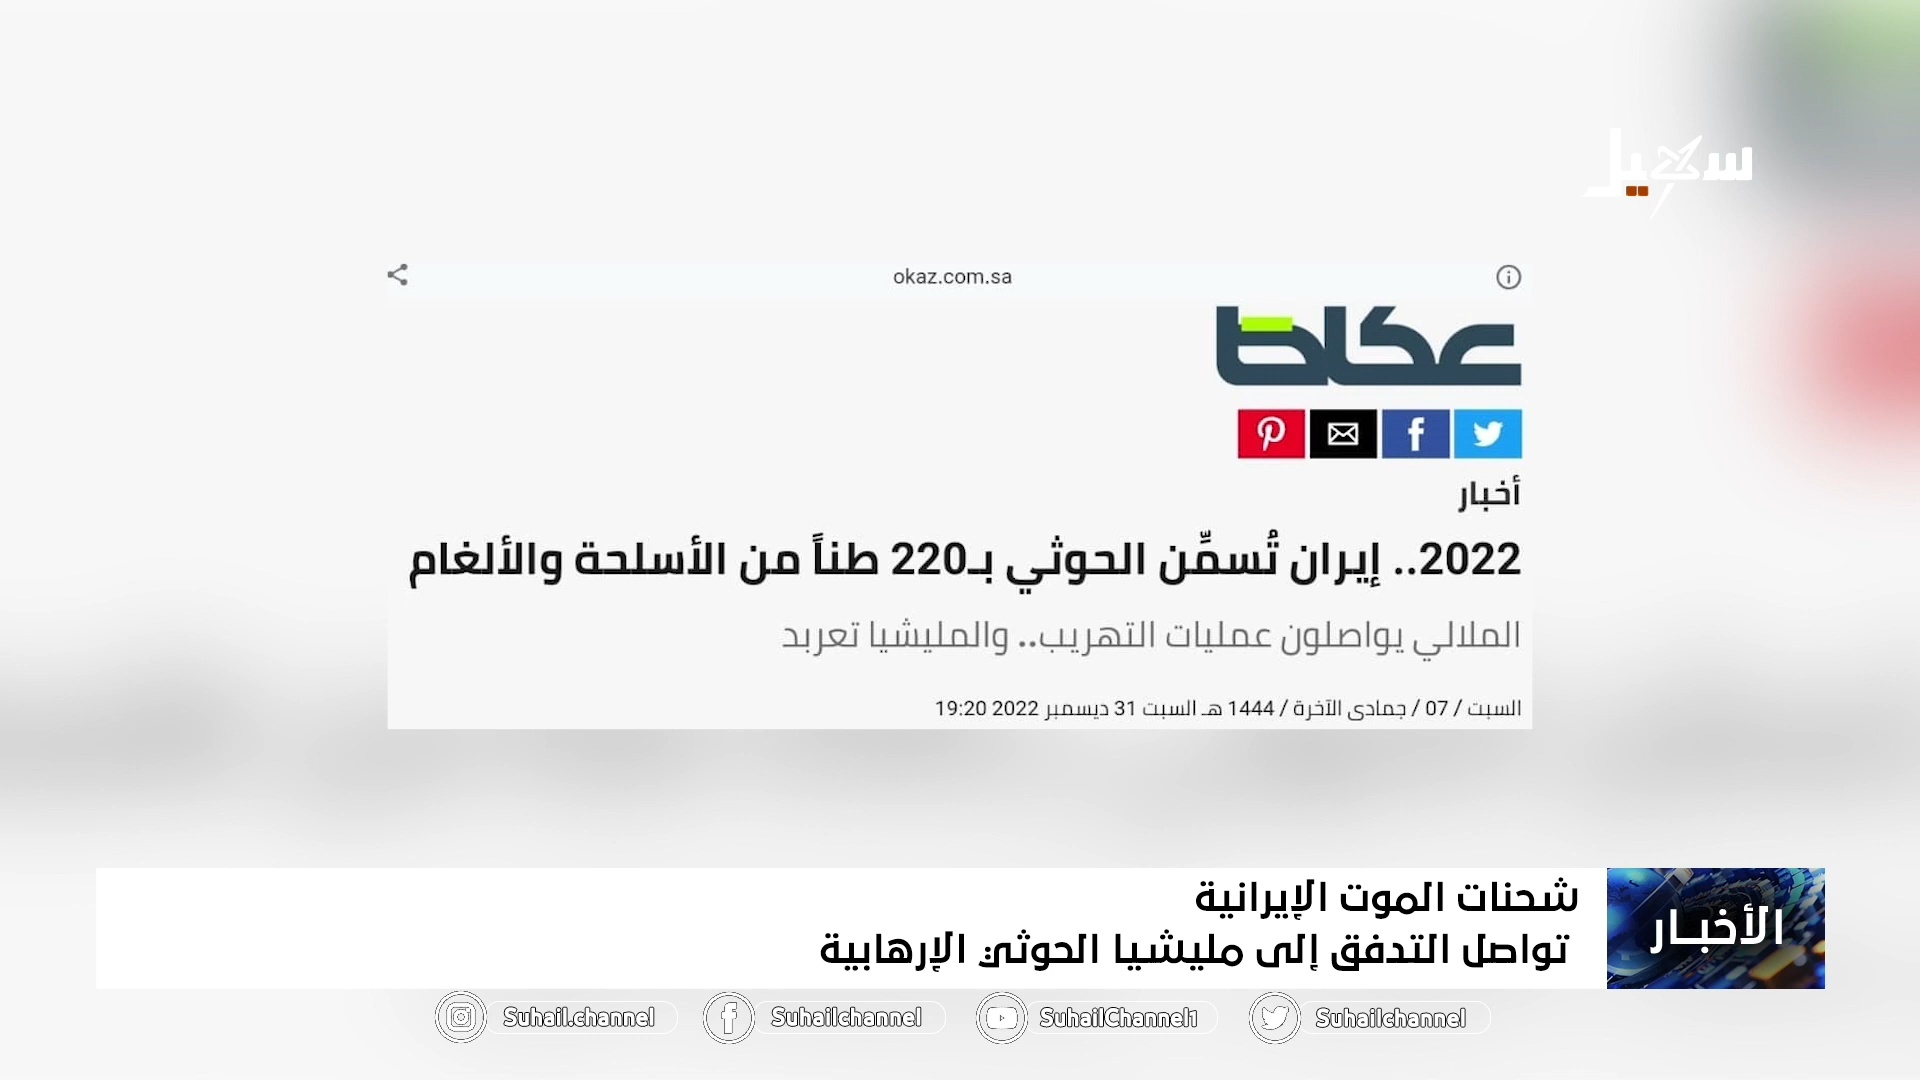 سهيل
okaz.com.sa
عكاظ
أخبار
2022.. إيران تُسمِّن الحوثي بـ220 طناً من الأسلحة والألغام
الملالي يواصلون عمليات التهريب.. والمليشيا تعربد
السبت / 07 / جمادى الآخرة / 1444 هـ السبت 31 ديسمبر 2022 19:20
الأخبـار
شحنات الموت الإيرانية
تواصل التدفق إلى مليشيا الحوثي الإرهابية
Suhail.channel
Suhailchannel
SuhailChannel1
Suhailchannel